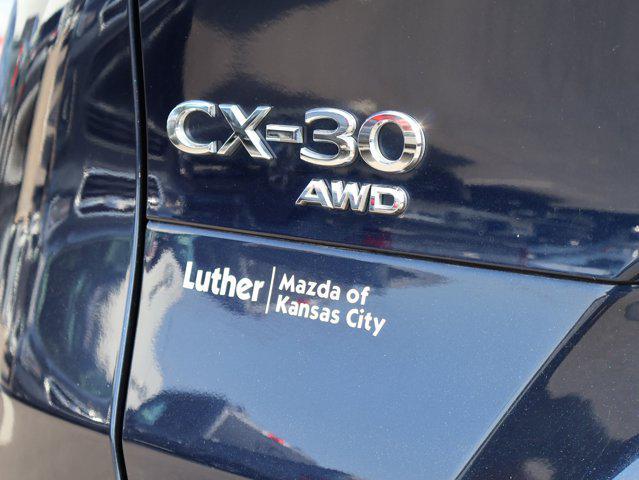 CX-30
AWD
Luther | Mazda of
Kansas City